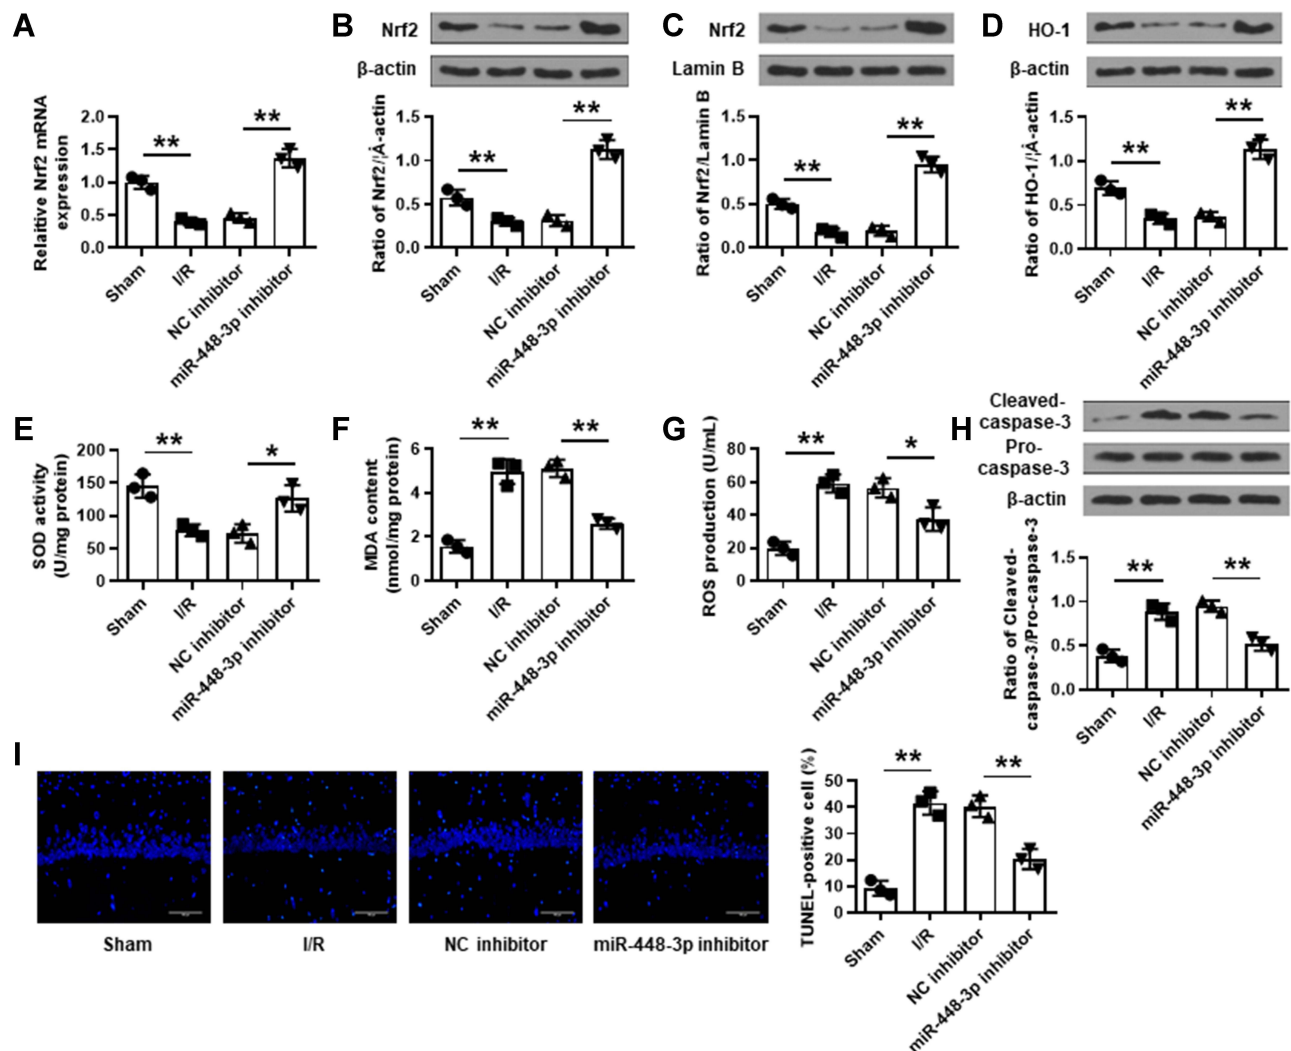 A
Relaitive Nrf2 mRNA
expression
2.0
1.5
1.0
0.5
0.0
**
**
Sham
I/R
NC inhibitor
miR-448-3p inhibitor
B
Nrf2
β-actin
Ratio of Nrf2/¦Â-actin
1.5
1.0
0.5
0.0
**
**
Sham
I/R
NC inhibitor
miR-448-3p inhibitor
C
Nrf2
Lamin B
Ratio of Nrf2/Lamin B
1.5
1.0
0.5
0.0
**
**
Sham
I/R
NC inhibitor
miR-448-3p inhibitor
D
HO-1
β-actin
Ratio of HO-1/¦Â-actin
1.5
1.0
0.5
0.0
**
**
Sham
I/R
NC inhibitor
miR-448-3p inhibitor
E
SOD activity
(U/mg protein)
200
150
100
50
0
**
*
Sham
I/R
NC inhibitor
miR-448-3p inhibitor
F
MDA content
(nmol/mg protein)
6
4
2
0
**
**
Sham
I/R
NC inhibitor
miR-448-3p inhibitor
G
ROS production (U/mL)
80
60
40
20
0
**
*
Sham
I/R
NC inhibitor
miR-448-3p inhibitor
H
Cleaved-
caspase-3
Pro-
caspase-3
β-actin
Ratio of Cleaved-
caspase-3/Pro-caspase-3
1.5
1.0
0.5
0.0
**
**
Sham
I/R
NC inhibitor
miR-448-3p inhibitor
I
Sham
I/R
NC inhibitor
miR-448-3p inhibitor
TUNEL-positive cell (%)
50
40
30
20
10
0
**
**
Sham
I/R
NC inhibitor
miR-448-3p inhibitor